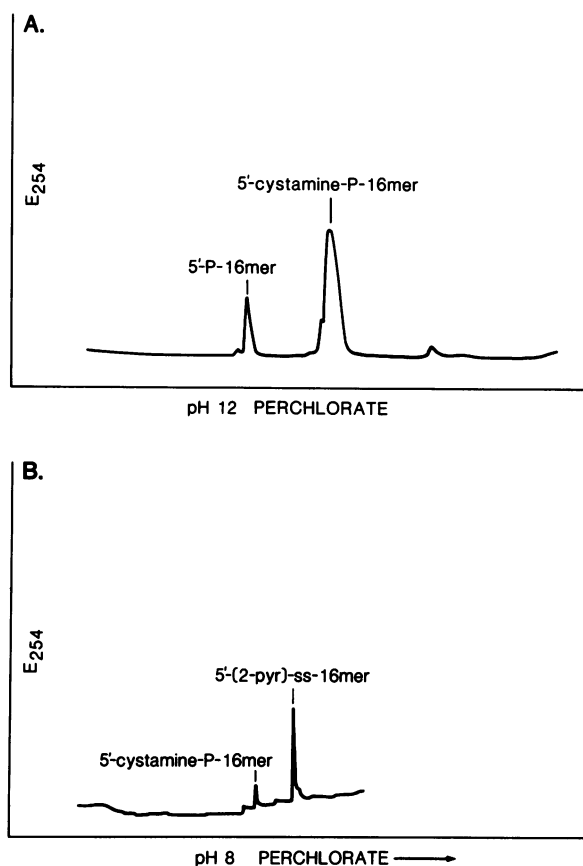 A.
E254
5'-cystamine-P-16mer
5'-P-16mer
pH 12 PERCHLORATE
B.
E254
5'-(2-pyr)-ss-16mer
5'-cystamine-P-16mer
pH 8 PERCHLORATE